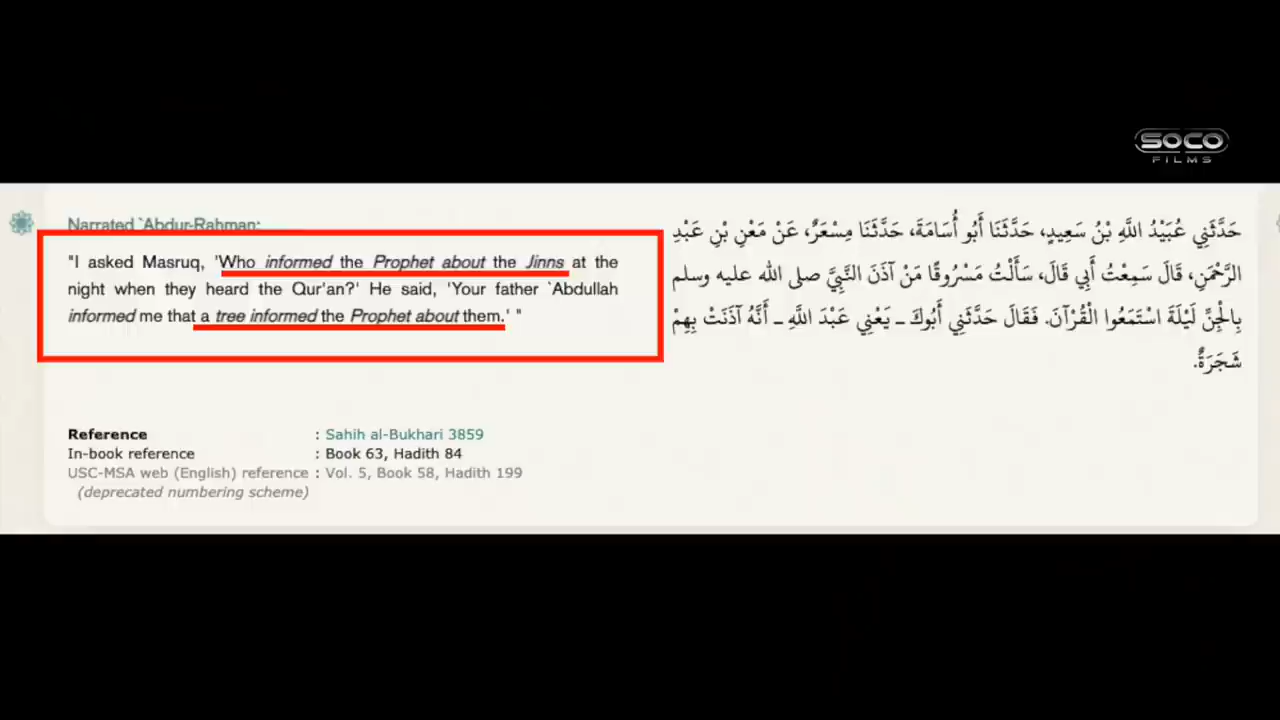 SOCO
FILMS
Narrated `Abdur-Rahman:
"I asked Masruq, 'Who informed the Prophet about the Jinns at the
night when they heard the Qur'an?' He said, 'Your father `Abdullah
informed me that a tree informed the Prophet about them.' "
حَدَّثَنِي عُبَيْدُ اللَّهِ بْنُ سَعِيدٍ، حَدَّثَنَا أَبُو أُسَامَةَ، حَدَّثَنَا مِسْعَرٌ، عَنْ مَعْنِ بْنِ عَبْدِ
الرَّحْمَنِ، قَالَ سَمِعْتُ أَبِي قَالَ، سَأَلْتُ مَسْرُوقًا مَنْ آذَنَ النَّبِيَّ صلى الله عليه وسلم
بِالْجِنِّ لَيْلَةَ اسْتَمَعُوا الْقُرْآنَ‏.‏ فَقَالَ حَدَّثَنِي أَبُوكَ ـ يَعْنِي عَبْدَ اللَّهِ ـ أَنَّهُ آذَنَتْ بِهِمْ
شَجَرَةٌ‏.‏
Reference : Sahih al-Bukhari 3859
In-book reference : Book 63, Hadith 84
USC-MSA web (English) reference : Vol. 5, Book 58, Hadith 199
(deprecated numbering scheme)